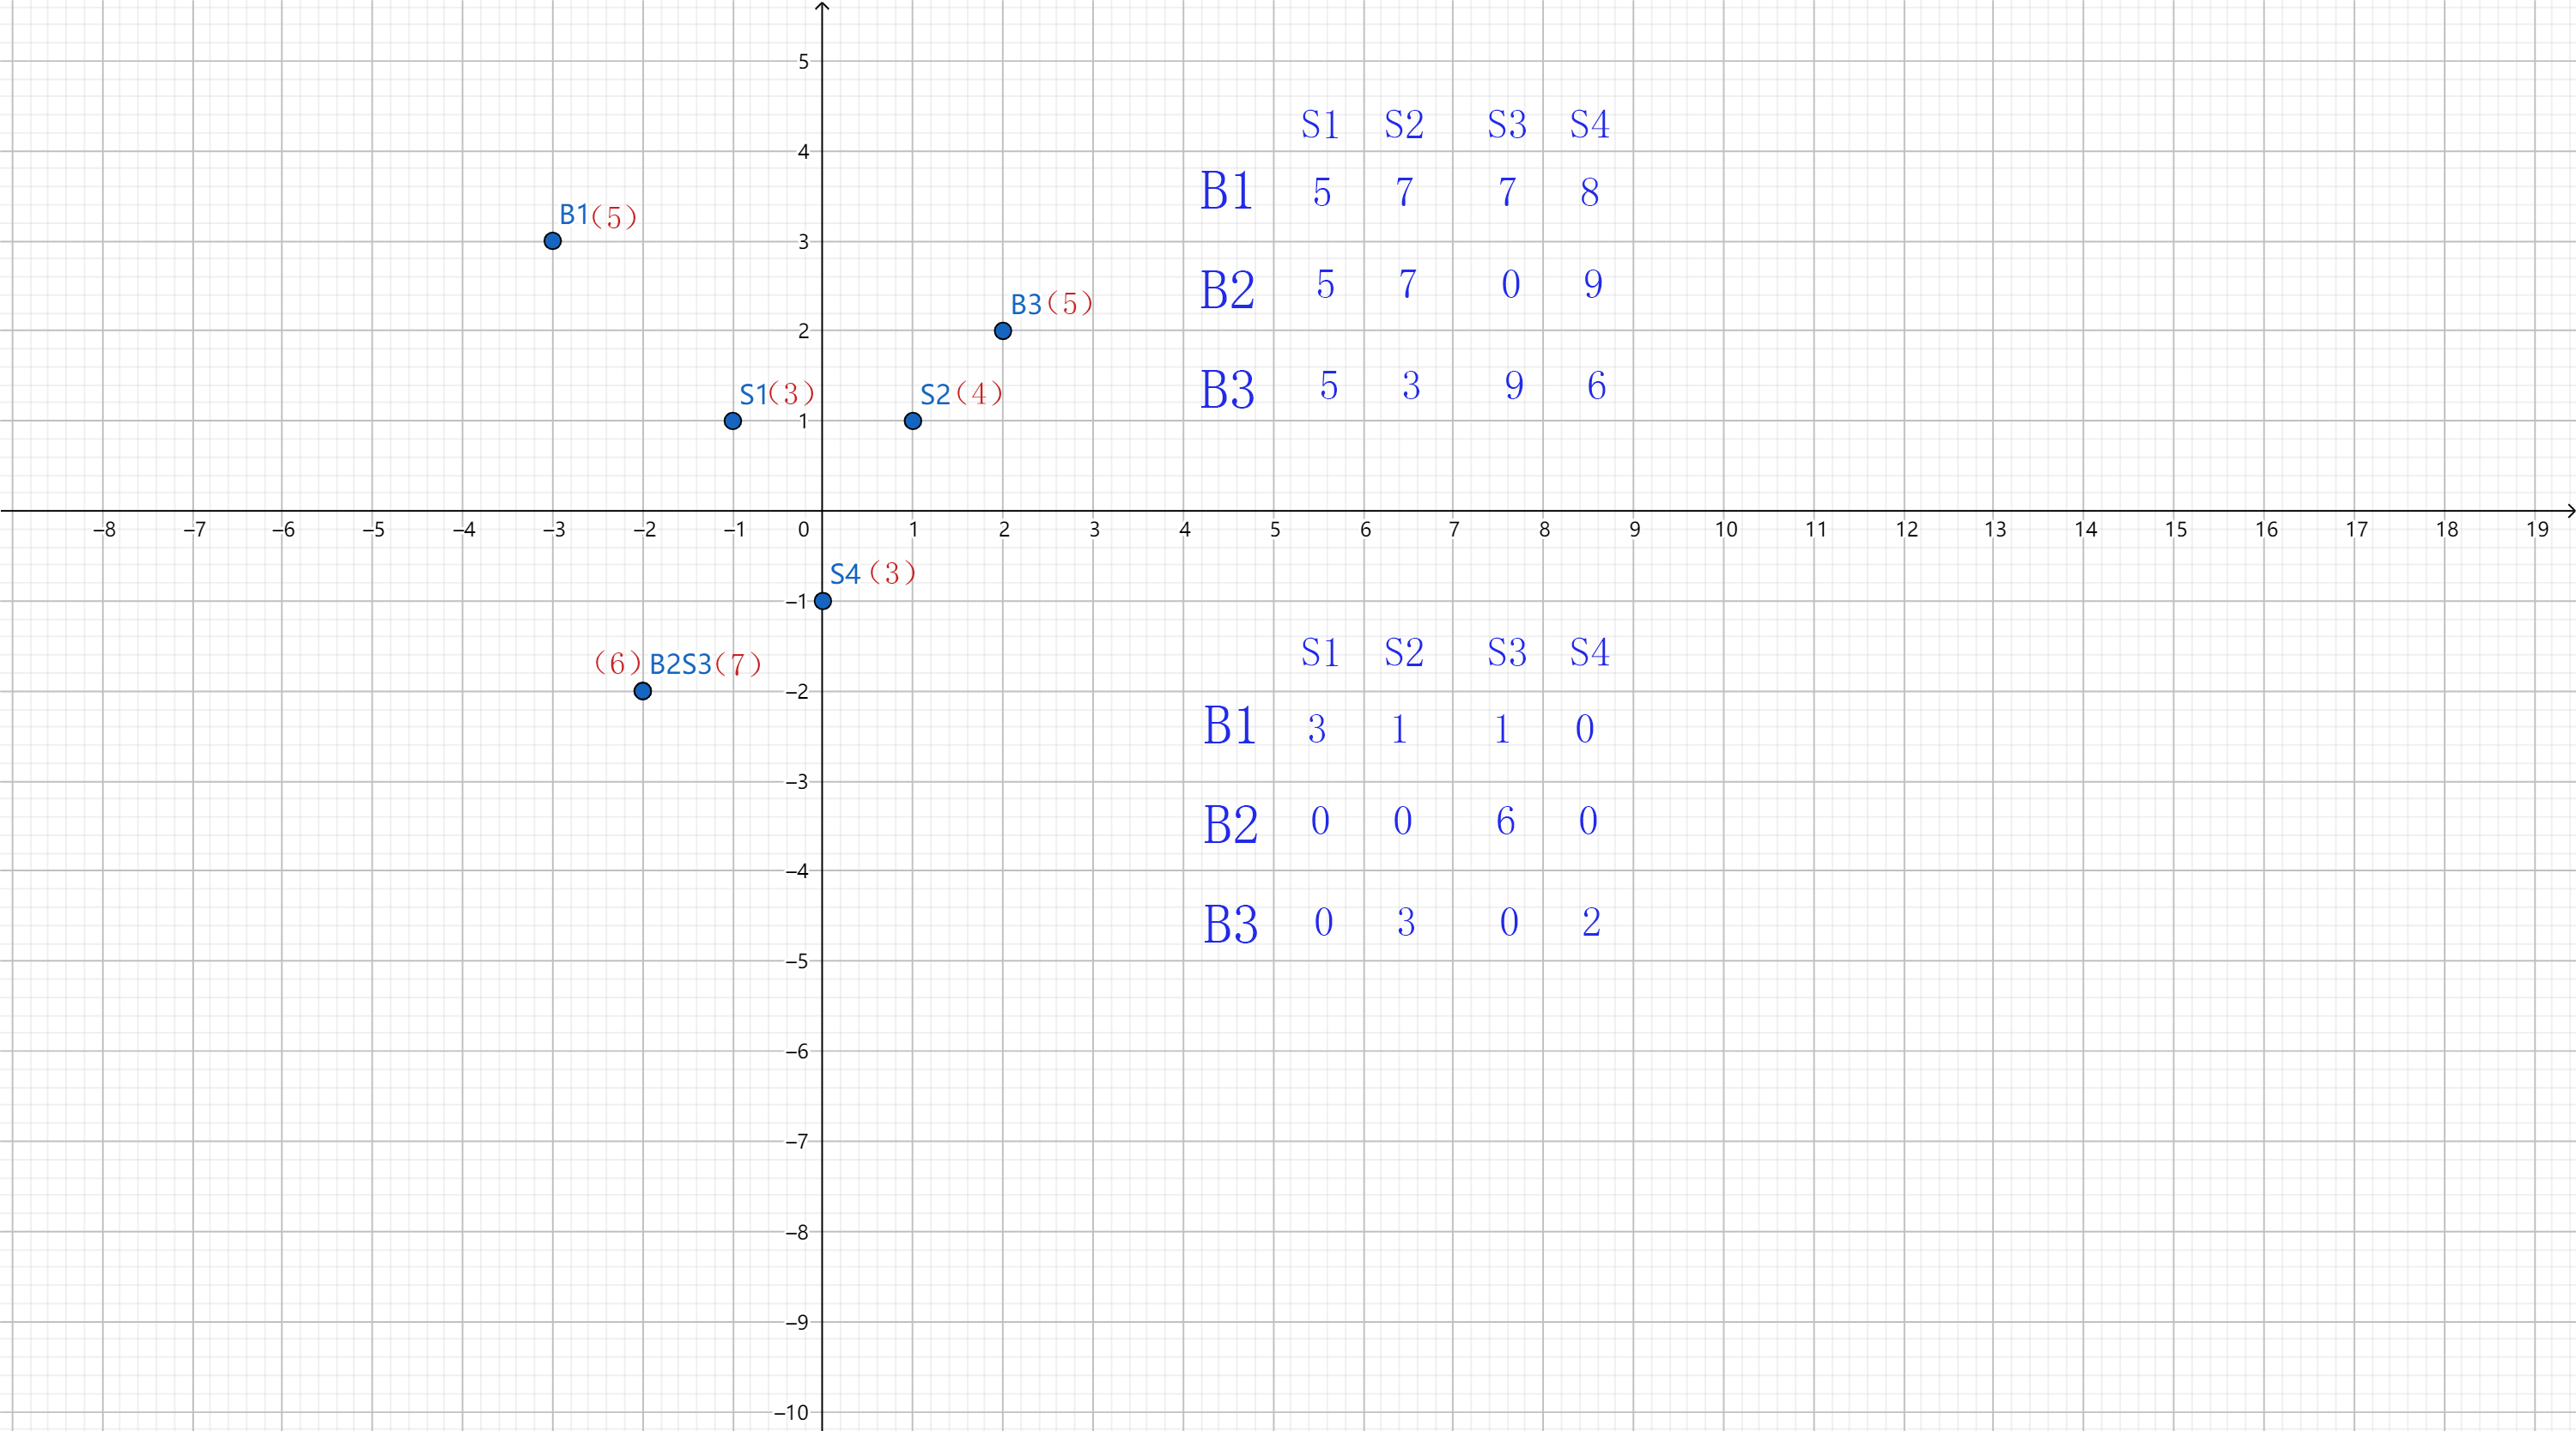 5
S1 S2 S3 S4
4
B1 5 7 7 8
B1(5)
3
B2 5 7 0 9
B3(5)
2
B3 5 3 9 6
S1(3) S2(4)
1
–8 –7 –6 –5 –4 –3 –2 –1 0 1 2 3 4 5 6 7 8 9 10 11 12 13 14 15 16 17 18 19
S4 (3)
–1
S1 S2 S3 S4
(6) B2S3(7)
–2
B1 3 1 1 0
–3
B2 0 0 6 0
–4
B3 0 3 0 2
–5
–6
–7
–8
–9
–10